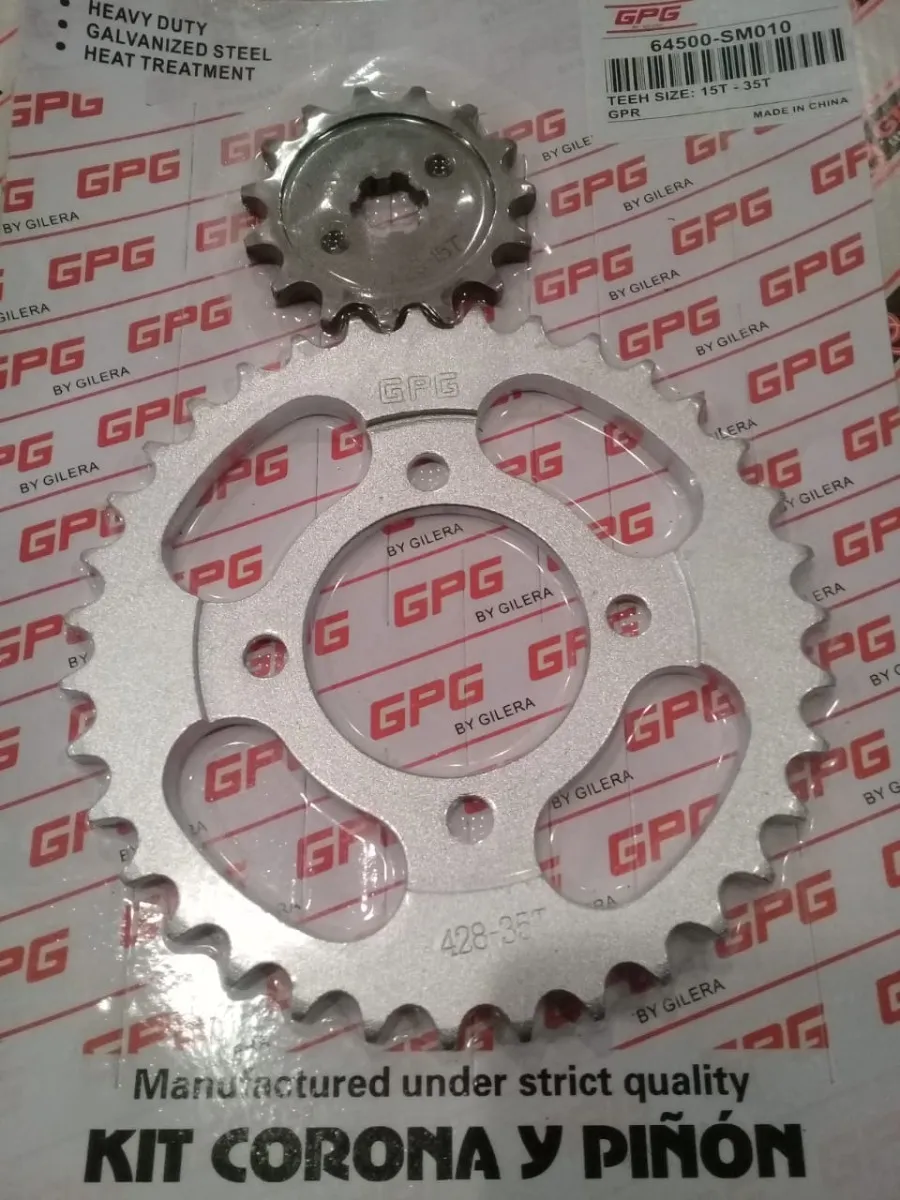 HEAVY DUTY
GALVANIZED STEEL
HEAT TREATMENT
GPG
64500-SM010
TEEH SIZE: 15T - 35T
GPR
MADE IN CHINA
15T
GPG
BY GILERA
GPG
428-35T
Manufactured under strict quality
KIT CORONA Y PIÑÓN